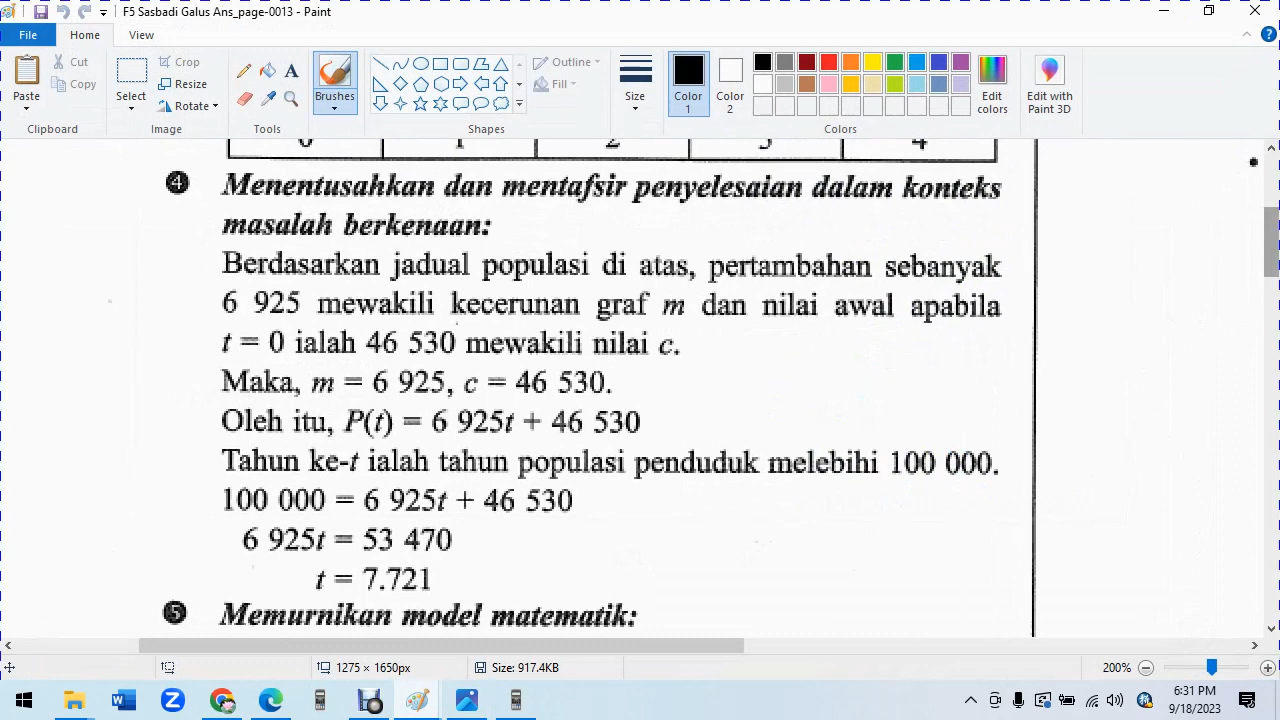 F5 Sasbadi Galus Ans_page-0013 - Paint
File Home View
Paste Cut Copy
Clipboard
Select Crop Resize Rotate
Image
Tools
Brushes
Shapes
Outline
Fill
Size
Color 1
Color 2
Edit colors
Colors
Edit with Paint 3D
0 1 2 3 4
4 Menentusahkan dan mentafsir penyelesaian dalam konteks
masalah berkenaan:
Berdasarkan jadual populasi di atas, pertambahan sebanyak
6 925 mewakili kecerunan graf m dan nilai awal apabila
t = 0 ialah 46 530 mewakili nilai c.
Maka, m = 6 925, c = 46 530.
Oleh itu, P(t) = 6 925t + 46 530
Tahun ke-t ialah tahun populasi penduduk melebihi 100 000.
100 000 = 6 925t + 46 530
6 925t = 53 470
t = 7.721
5 Memurnikan model matematik:
1275 × 1650px
Size: 917.4KB
200%
6:31 PM
9/18/2023